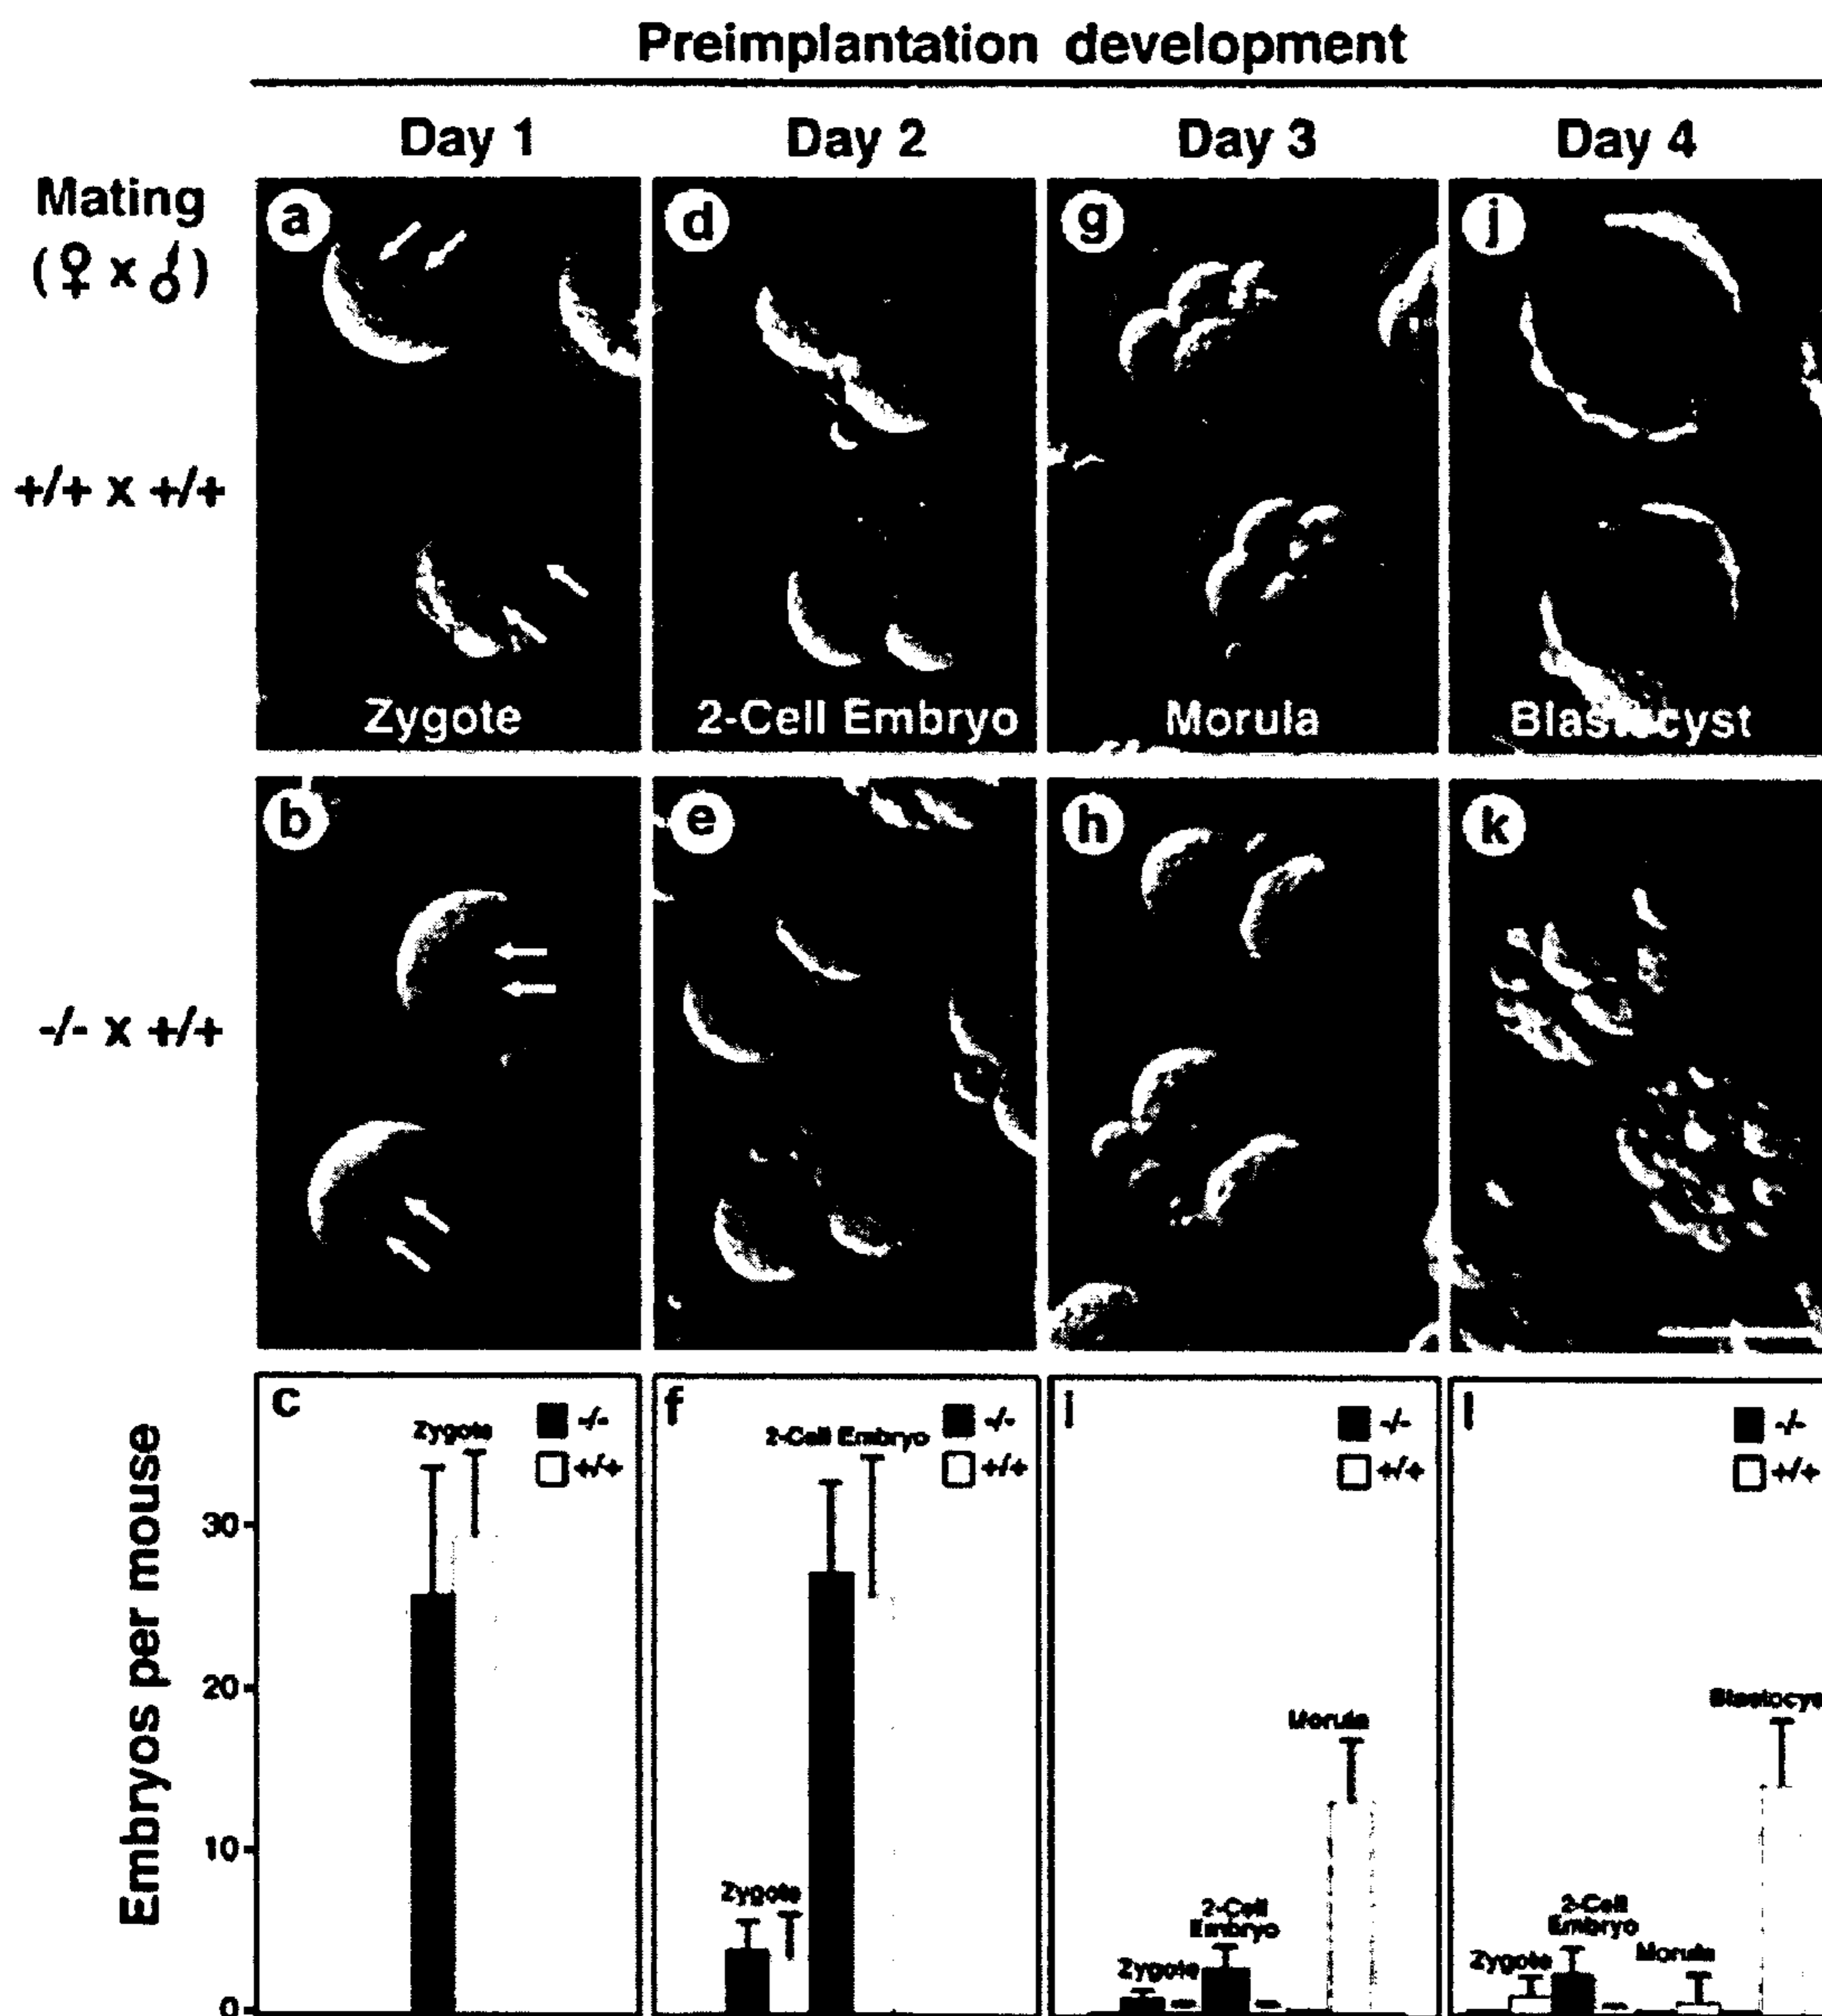 Preimplantation development
Day 1 Day 2 Day 3 Day 4
Mating
(♀ x ♂)
a d g j
+/+ x +/+
Zygote 2-Cell Embryo Morula Blastocyst
b e h k
-/- x +/+
c f i l
-/- -/- -/- -/-
+/+ +/+ +/+ +/+
Zygote
2-Cell Embryo
Embryos per mouse
30
20
10
0
Zygote
Morula
2-Cell
Embryo
Zygote
Blastocys
2-Cell
Embryo
Zygote
Morula